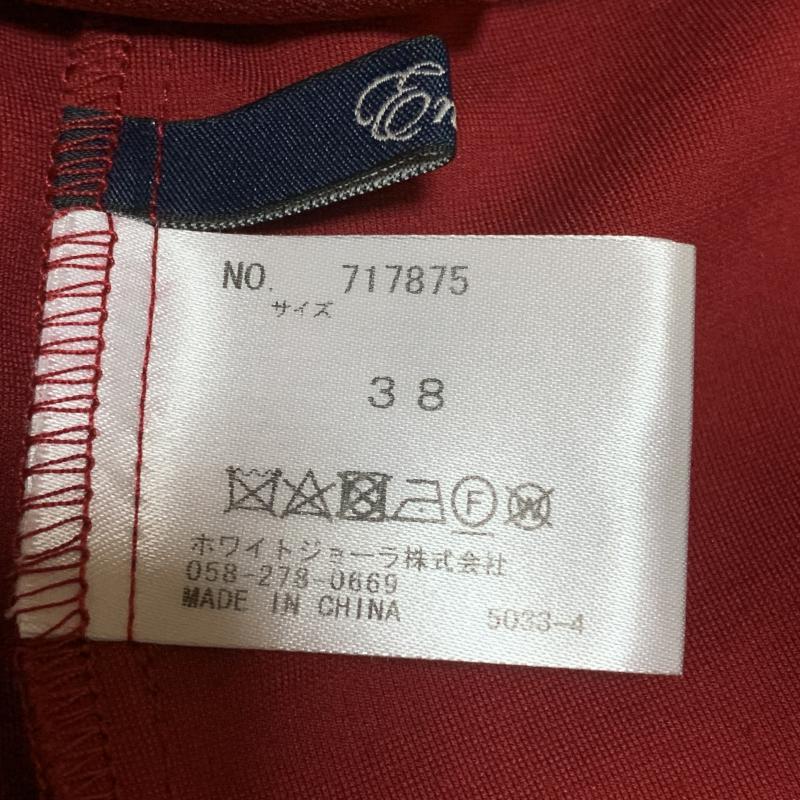 NO. 717875
サイズ
38
F
W
ホワイトジョーラ株式会社
058-278-0669
MADE IN CHINA
5033-4